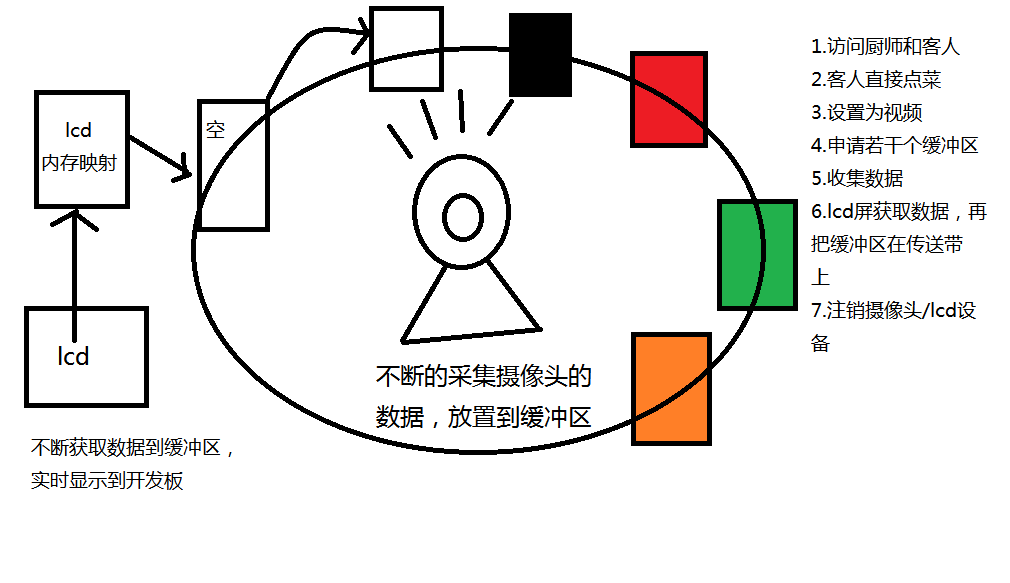 lcd
内存映射
空
lcd
不断获取数据到缓冲区，
实时显示到开发板
不断的采集摄像头的
数据，放置到缓冲区
1.访问厨师和客人
2.客人直接点菜
3.设置为视频
4.申请若干个缓冲区
5.收集数据
6.lcd屏获取数据，再
把缓冲区在传送带
上
7.注销摄像头/lcd设
备